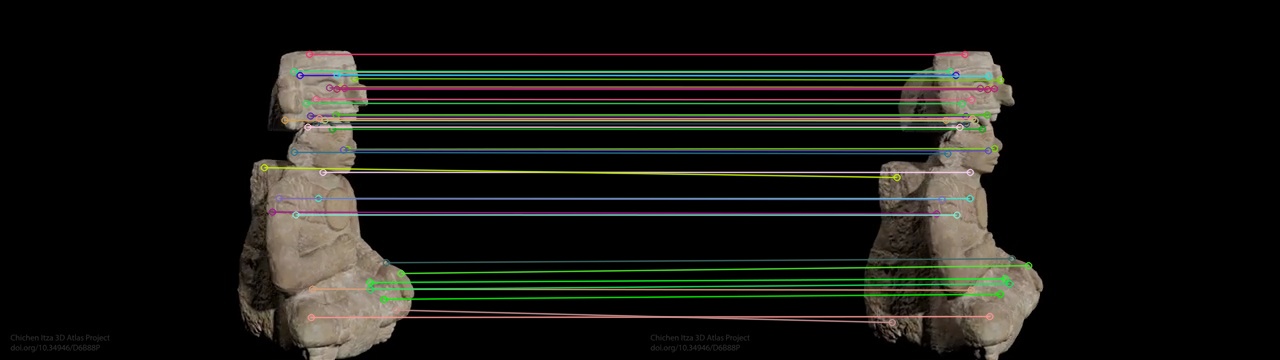 Chichen Itza 3D Atlas Project
doi.org/10.34946/D6B88P
Chichen Itza 3D Atlas Project
doi.org/10.34946/D6B88P